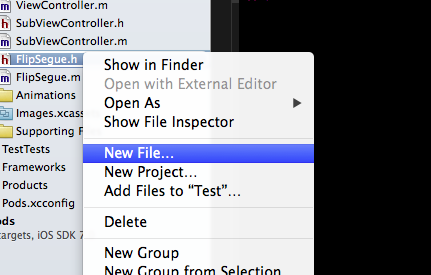 ViewController.m
SubViewController.h
SubViewController.m
FlipSegue.h
FlipSegue.m
Animations
Images.xcass
Supporting F
TestTests
Frameworks
Products
Pods.xcconfig
ods
targets, iOS SDK 7
Show in Finder
Open with External Editor
Open As
Show File Inspector
New File...
New Project...
Add Files to “Test”...
Delete
New Group
New Group from Selection